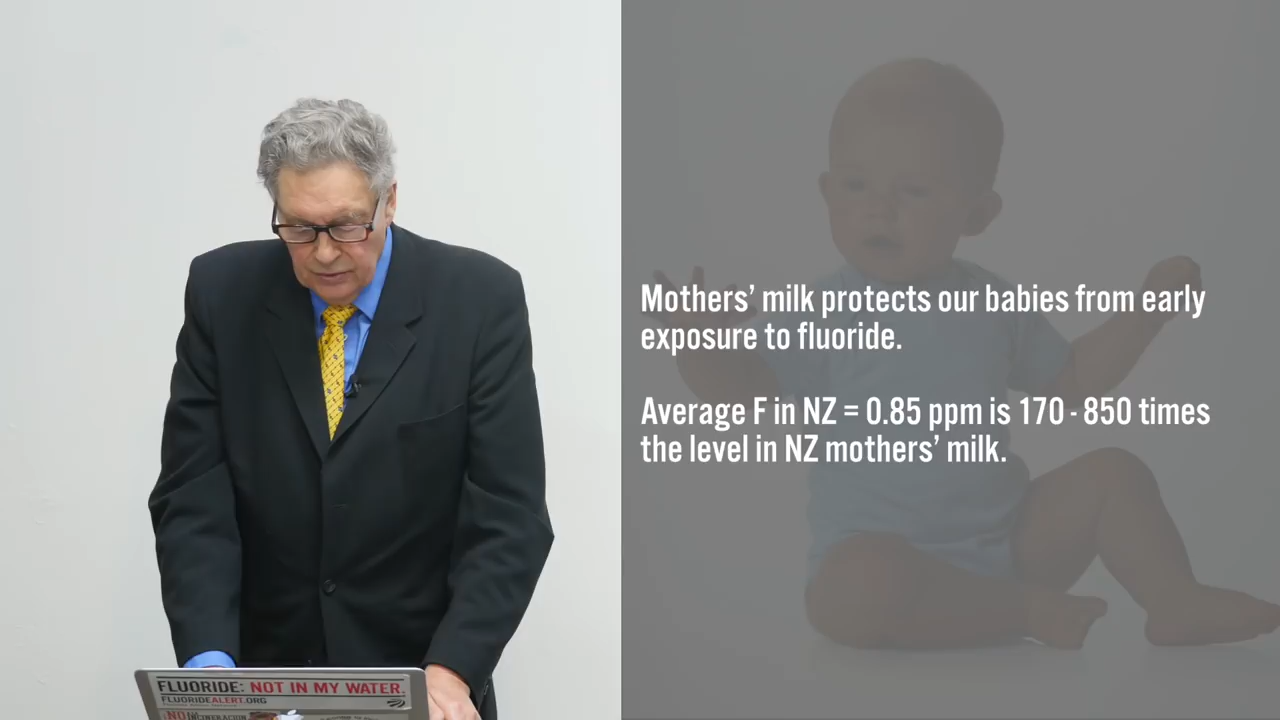 Mothers’ milk protects our babies from early
exposure to fluoride.
Average F in NZ = 0.85 ppm is 170 - 850 times
the level in NZ mothers’ milk.
FLUORIDE: NOT IN MY WATER.
FLUORIDEALERT.ORG